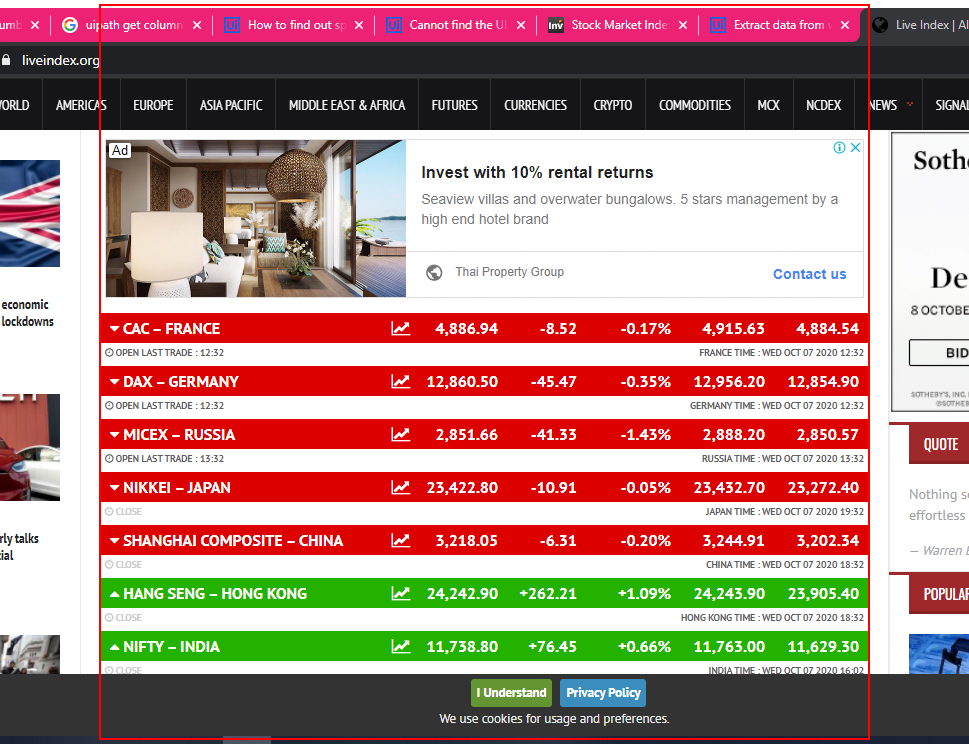 uipath get column
How to find out sp
Cannot find the UI
Stock Market Inde
Extract data from
Live Index | Al
liveindex.org
WORLD AMERICAS EUROPE ASIA PACIFIC MIDDLE EAST & AFRICA FUTURES CURRENCIES CRYPTO COMMODITIES MCX NCDEX NEWS SIGNAL
Ad
Invest with 10% rental returns
Seaview villas and overwater bungalows. 5 stars management by a
high end hotel brand
Thai Property Group
Contact us
economic
lockdowns
rly talks
ial
CAC – FRANCE 4,886.94 -8.52 -0.17% 4,915.63 4,884.54
OPEN LAST TRADE : 12:32 FRANCE TIME : WED OCT 07 2020 12:32
DAX – GERMANY 12,860.50 -45.47 -0.35% 12,956.20 12,854.90
OPEN LAST TRADE : 12:32 GERMANY TIME : WED OCT 07 2020 12:32
MICEX – RUSSIA 2,851.66 -41.33 -1.43% 2,888.20 2,850.57
OPEN LAST TRADE : 13:32 RUSSIA TIME : WED OCT 07 2020 13:32
NIKKEI – JAPAN 23,422.80 -10.91 -0.05% 23,432.70 23,272.40
CLOSE JAPAN TIME : WED OCT 07 2020 19:32
SHANGHAI COMPOSITE – CHINA 3,218.05 -6.31 -0.20% 3,244.91 3,202.34
CLOSE CHINA TIME : WED OCT 07 2020 18:32
HANG SENG – HONG KONG 24,242.90 +262.21 +1.09% 24,243.90 23,905.40
CLOSE HONG KONG TIME : WED OCT 07 2020 18:32
NIFTY – INDIA 11,738.80 +76.45 +0.66% 11,763.00 11,629.30
CLOSE INDIA TIME : WED OCT 07 2020 16:02
I Understand Privacy Policy
We use cookies for usage and preferences.
Sothe
De
8 OCTOBE
BID
SOTHEBY'S, INC.
©SOTHEB
QUOTE
Nothing se
effortless
– Warren B
POPULAR